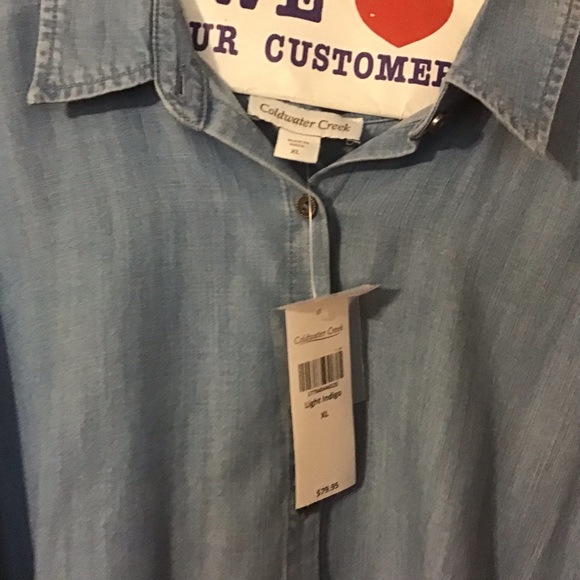 WE
UR CUSTOMER
Coldwater Creek
XL
Coldwater Creek
Light Indigo
XL
$79.95